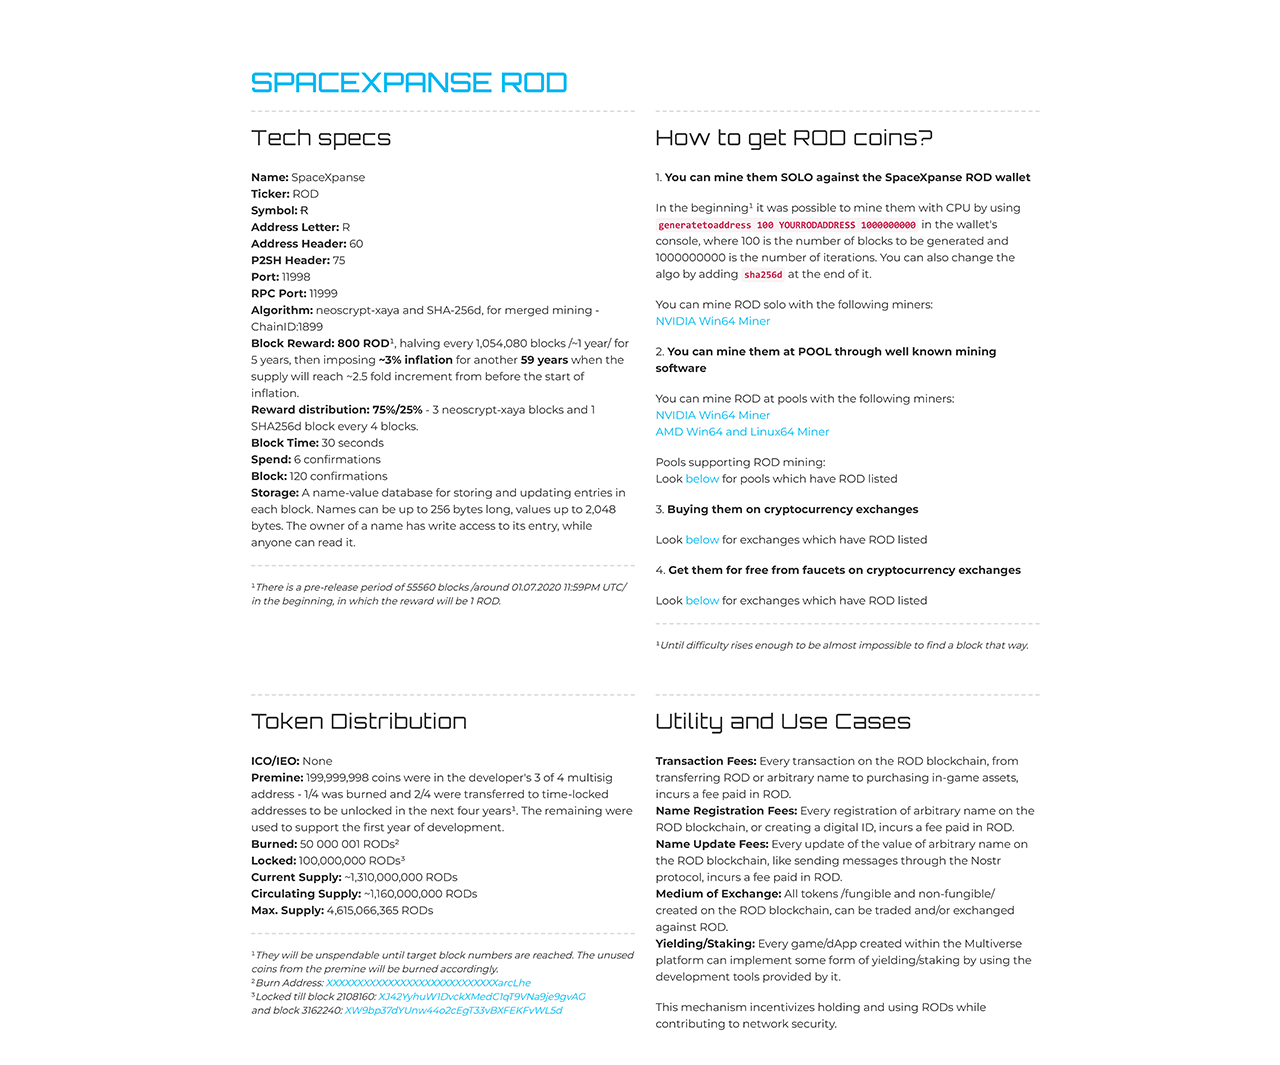 SPACEXPANSE ROD
Tech specs
Name: SpaceXpanse
Ticker: ROD
Symbol: Ɍ
Address Letter: R
Address Header: 60
P2SH Header: 75
Port: 11998
RPC Port: 11999
Algorithm: neoscrypt-xaya and SHA-256d, for merged mining -
ChainID:1899
Block Reward: 800 ROD¹, halving every 1,054,080 blocks /~1 year/ for
5 years, then imposing ~3% inflation for another 59 years when the
supply will reach ~2.5 fold increment from before the start of
inflation.
Reward distribution: 75%/25% - 3 neoscrypt-xaya blocks and 1
SHA256d block every 4 blocks.
Block Time: 30 seconds
Spend: 6 confirmations
Block: 120 confirmations
Storage: A name-value database for storing and updating entries in
each block. Names can be up to 256 bytes long, values up to 2,048
bytes. The owner of a name has write access to its entry, while
anyone can read it.
¹There is a pre-release period of 55560 blocks /around 01.07.2020 11:59PM UTC/
in the beginning, in which the reward will be 1 ROD.
How to get ROD coins?
1. You can mine them SOLO against the SpaceXpanse ROD wallet
In the beginning¹ it was possible to mine them with CPU by using
generatetoaddress 100 YOURRODADDRESS 1000000000 in the wallet's
console, where 100 is the number of blocks to be generated and
1000000000 is the number of iterations. You can also change the
algo by adding sha256d at the end of it.
You can mine ROD solo with the following miners:
NVIDIA Win64 Miner
2. You can mine them at POOL through well known mining
software
You can mine ROD at pools with the following miners:
NVIDIA Win64 Miner
AMD Win64 and Linux64 Miner
Pools supporting ROD mining:
Look below for pools which have ROD listed
3. Buying them on cryptocurrency exchanges
Look below for exchanges which have ROD listed
4. Get them for free from faucets on cryptocurrency exchanges
Look below for exchanges which have ROD listed
¹Until difficulty rises enough to be almost impossible to find a block that way.
Token Distribution
ICO/IEO: None
Premine: 199,999,998 coins were in the developer's 3 of 4 multisig
address - 1/4 was burned and 2/4 were transferred to time-locked
addresses to be unlocked in the next four years¹. The remaining were
used to support the first year of development.
Burned: 50 000 001 RODs²
Locked: 100,000,000 RODs³
Current Supply: ~1,310,000,000 RODs
Circulating Supply: ~1,160,000,000 RODs
Max. Supply: 4,615,066,365 RODs
¹They will be unspendable until target block numbers are reached. The unused
coins from the premine will be burned accordingly.
²Burn Address: XXXXXXXXXXXXXXXXXXXXXXXXXXXarcLhe
³Locked till block 2108160: XJ42YyhuW1DvckXMedC1qT9VNa9je9gvAG
and block 3162240: XW9bp37dYUnw44o2cEgT33vBXFEKFvWL5d
Utility and Use Cases
Transaction Fees: Every transaction on the ROD blockchain, from
transferring ROD or arbitrary name to purchasing in-game assets,
incurs a fee paid in ROD.
Name Registration Fees: Every registration of arbitrary name on the
ROD blockchain, or creating a digital ID, incurs a fee paid in ROD.
Name Update Fees: Every update of the value of arbitrary name on
the ROD blockchain, like sending messages through the Nostr
protocol, incurs a fee paid in ROD.
Medium of Exchange: All tokens /fungible and non-fungible/
created on the ROD blockchain, can be traded and/or exchanged
against ROD.
Yielding/Staking: Every game/dApp created within the Multiverse
platform can implement some form of yielding/staking by using the
development tools provided by it.
This mechanism incentivizes holding and using RODs while
contributing to network security.